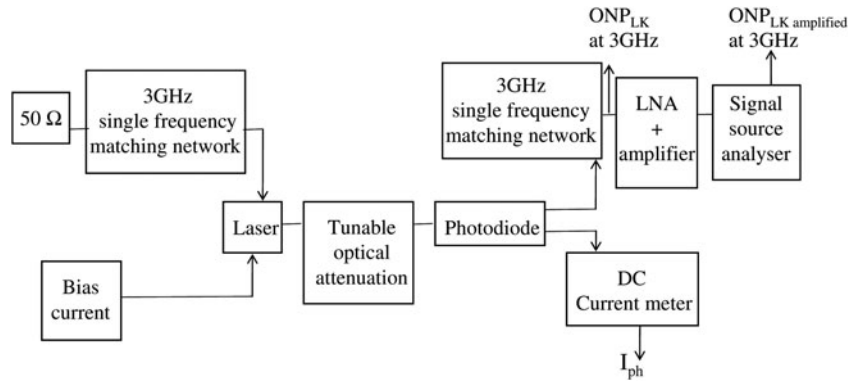 ONP_LK
at 3GHz
ONP_LK amplified
at 3GHz
50 Ω
3GHz
single frequency
matching network
3GHz
single frequency
matching network
LNA
+
amplifier
Signal
source
analyser
Laser
Tunable
optical
attenuation
Photodiode
Bias
current
DC
Current meter
I_ph